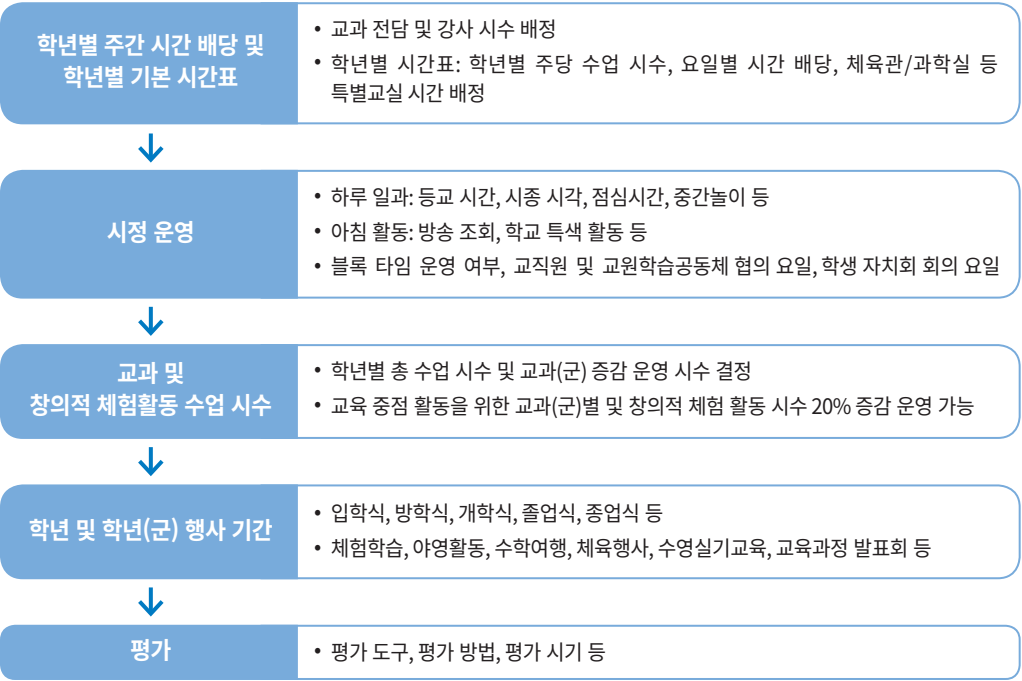 학년별 주간 시간 배당 및
학년별 기본 시간표
• 교과 전담 및 강사 시수 배정
• 학년별 시간표: 학년별 주당 수업 시수, 요일별 시간 배당, 체육관/과학실 등
특별교실 시간 배정
시정 운영
• 하루 일과: 등교 시간, 시종 시각, 점심시간, 중간놀이 등
• 아침 활동: 방송 조회, 학교 특색 활동 등
• 블록 타임 운영 여부, 교직원 및 교원학습공동체 협의 요일, 학생 자치회 회의 요일
교과 및
창의적 체험활동 수업 시수
• 학년별 총 수업 시수 및 교과(군) 증감 운영 시수 결정
• 교육 중점 활동을 위한 교과(군)별 및 창의적 체험 활동 시수 20% 증감 운영 가능
학년 및 학년(군) 행사 기간
• 입학식, 방학식, 개학식, 졸업식, 종업식 등
• 체험학습, 야영활동, 수학여행, 체육행사, 수영실기교육, 교육과정 발표회 등
평가
• 평가 도구, 평가 방법, 평가 시기 등